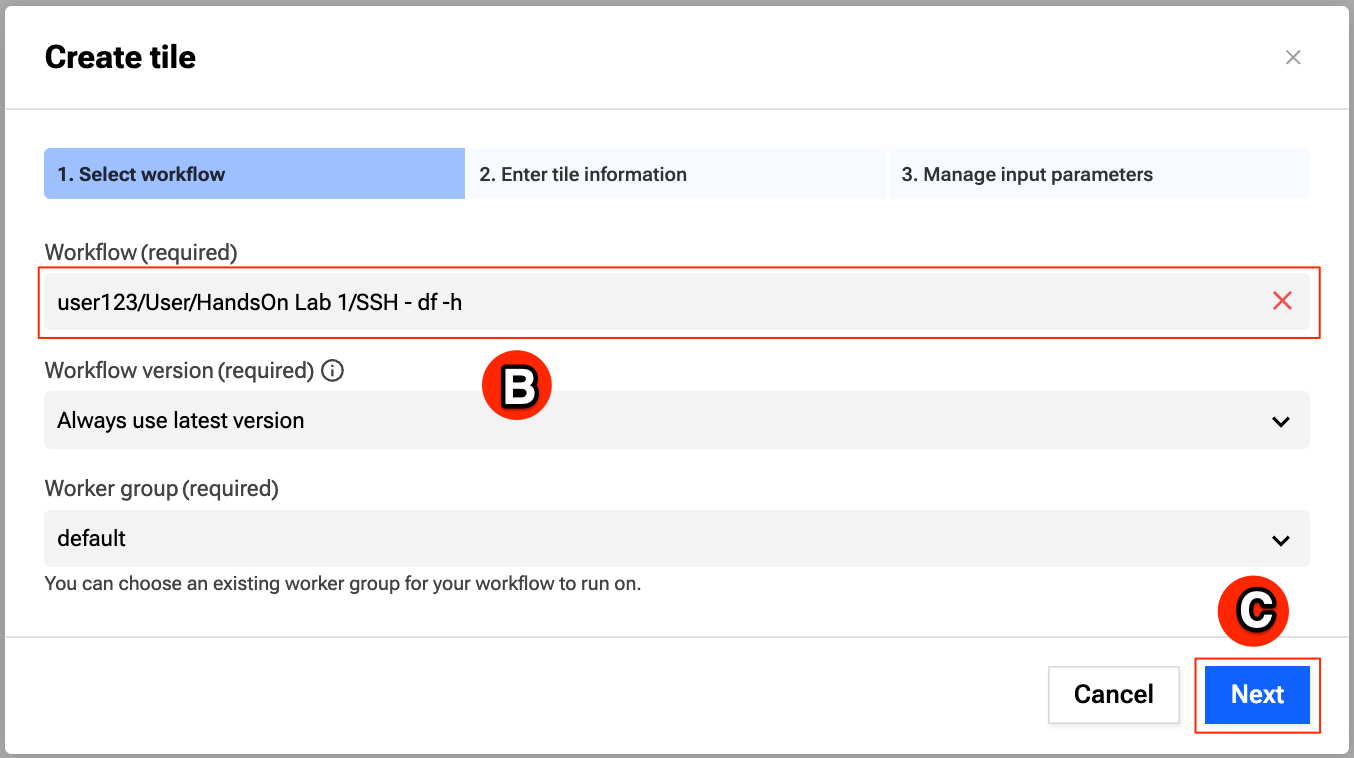 Create tile
1. Select workflow
2. Enter tile information
3. Manage input parameters
Workflow (required)
user123/User/HandsOn Lab 1/SSH - df -h
Workflow version (required)
B
Always use latest version
Worker group (required)
default
You can choose an existing worker group for your workflow to run on.
C
Cancel
Next